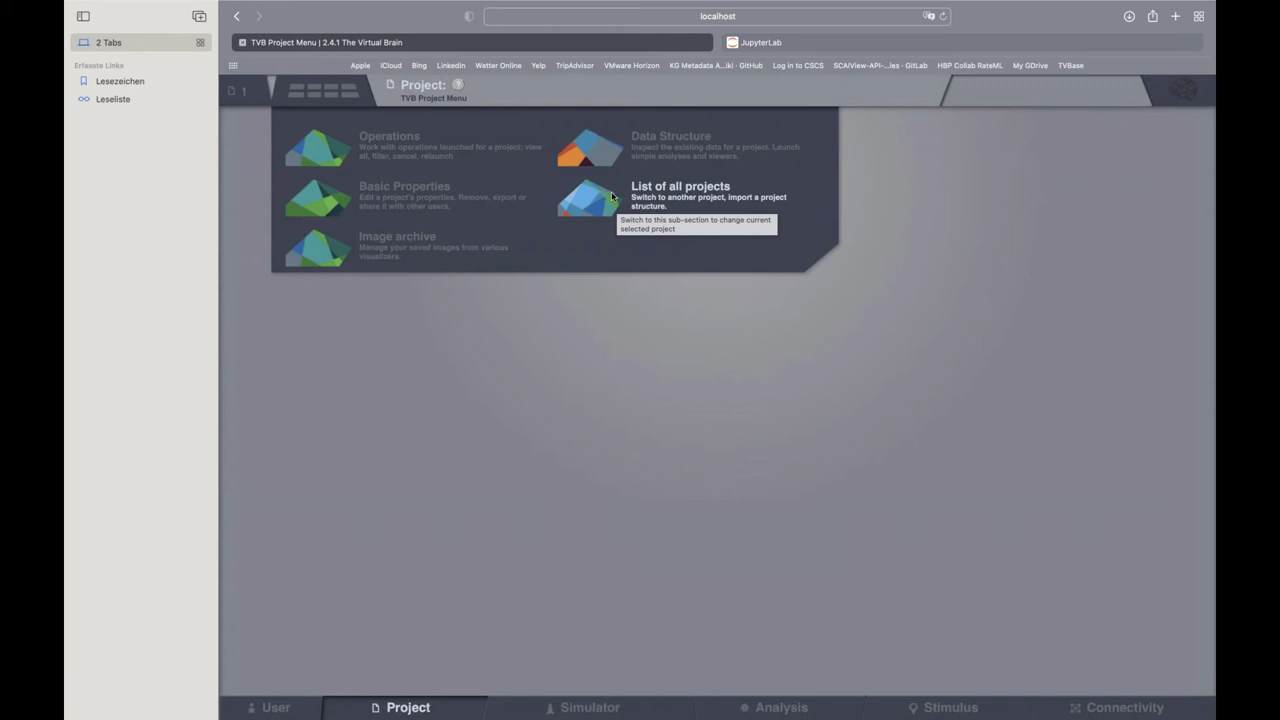 localhost
2 Tabs
TVB Project Menu | 2.4.1 The Virtual Brain
JupyterLab
Erfasste Links
Apple iCloud Bing LinkedIn Wetter Online Yelp TripAdvisor VMware Horizon KG Metadata A...iki · GitHub Log in to CSCS SCAIView-API-...ies · GitLab HBP Collab RateML My GDrive TVBase
Lesezeichen
Leseliste
1
Project: ?
TVB Project Menu
Operations
Work with operations launched for a project: view
all, filter, cancel, relaunch
Data Structure
Inspect the existing data for a project. Launch
simple analyses and viewers.
Basic Properties
Edit a project's properties. Remove, export or
share it with other users.
List of all projects
Switch to another project, import a project
structure.
Switch to this sub-section to change current
selected project
Image archive
Manage your saved images from various
visualizers.
User Project Simulator Analysis Stimulus Connectivity